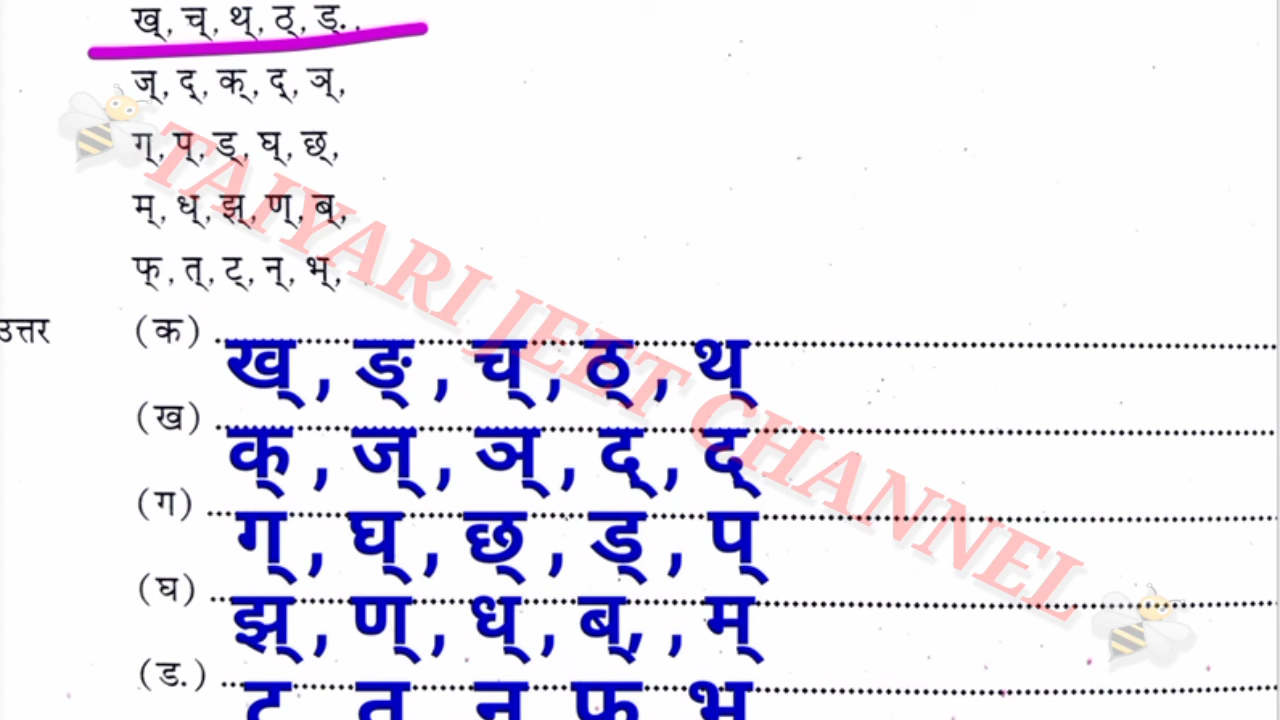 ख्, च्, थ्, ठ्, ड्. .
ज्, द्, क्, द्, ञ्,
ग्, प्, ड्, घ्, छ्,
म्, ध्, झ्, ण्, ब्,
फ्, त्, ट्, न्, भ्,
उत्तर (क) ख् , ङ् , च् , ठ् , थ्
(ख) क् , ज् , ञ् , द् , द्
(ग) ग् , घ् , छ् , ड् , प्
(घ) झ् , ण् , ध् , ब्, , म्
(ड.)
TAIYARI JEET CHANNEL